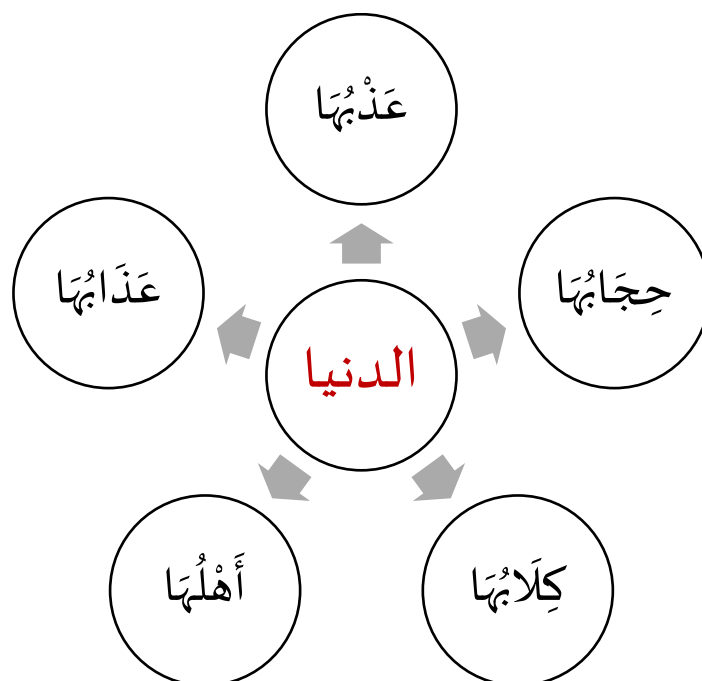 عَذْبُهَا
حِجَابُهَا
عَذَابُهَا
الدنيا
كِلَابُهَا
أَهْلُهَا